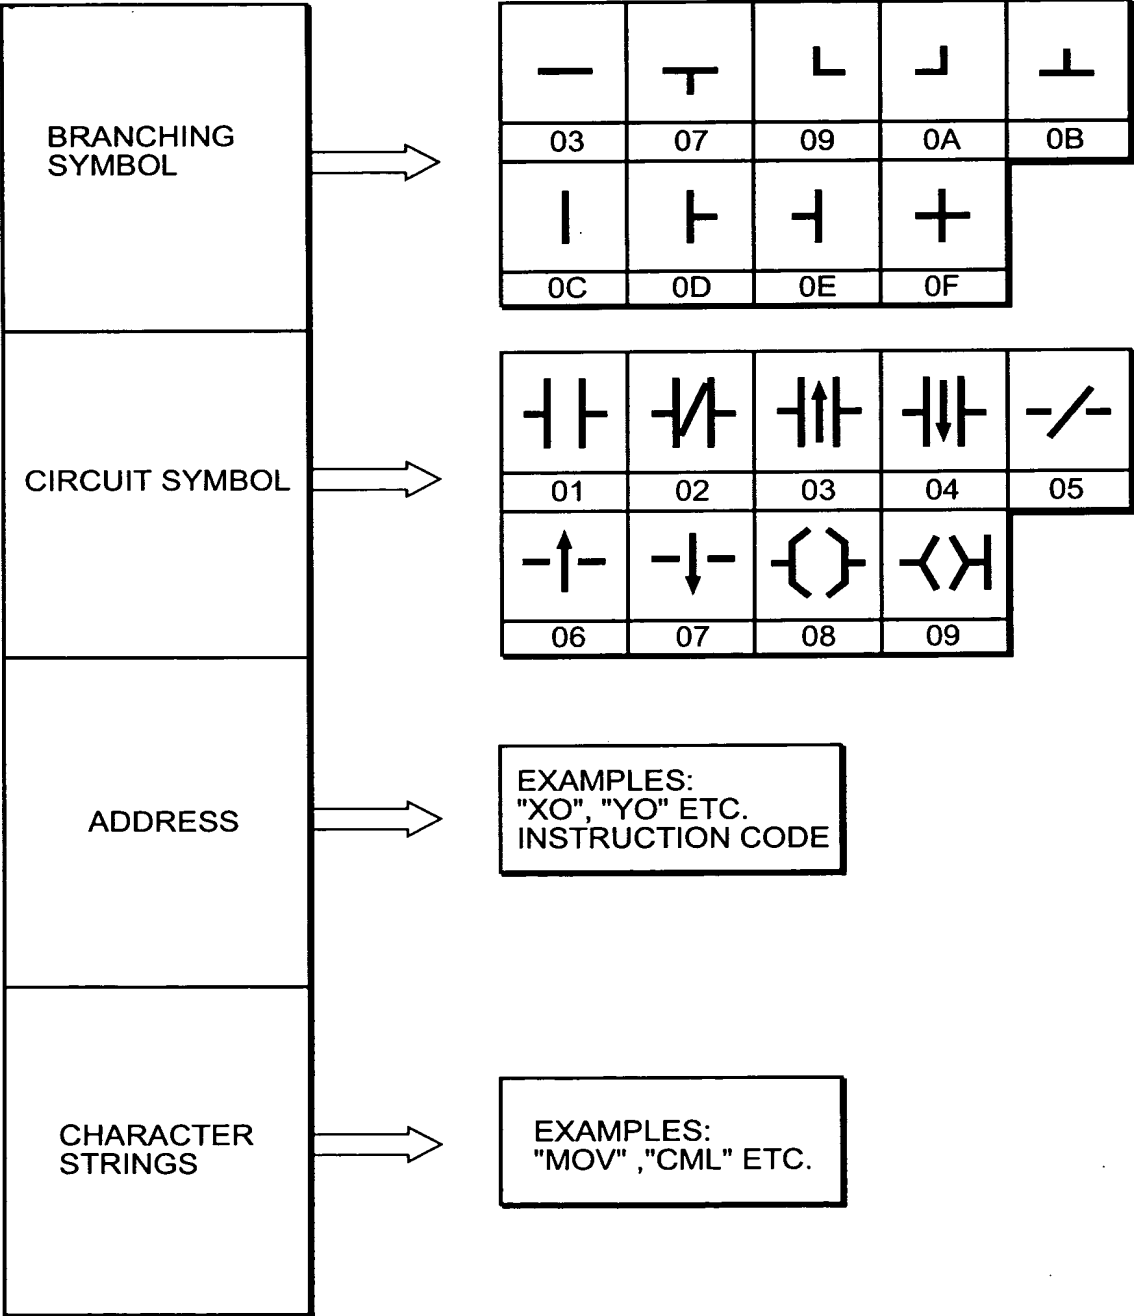 BRANCHING
SYMBOL
03 07 09 0A 0B
0C 0D 0E 0F
CIRCUIT SYMBOL
01 02 03 04 05
06 07 08 09
ADDRESS
EXAMPLES:
"XO", "YO" ETC.
INSTRUCTION CODE
CHARACTER
STRINGS
EXAMPLES:
"MOV" ,"CML" ETC.